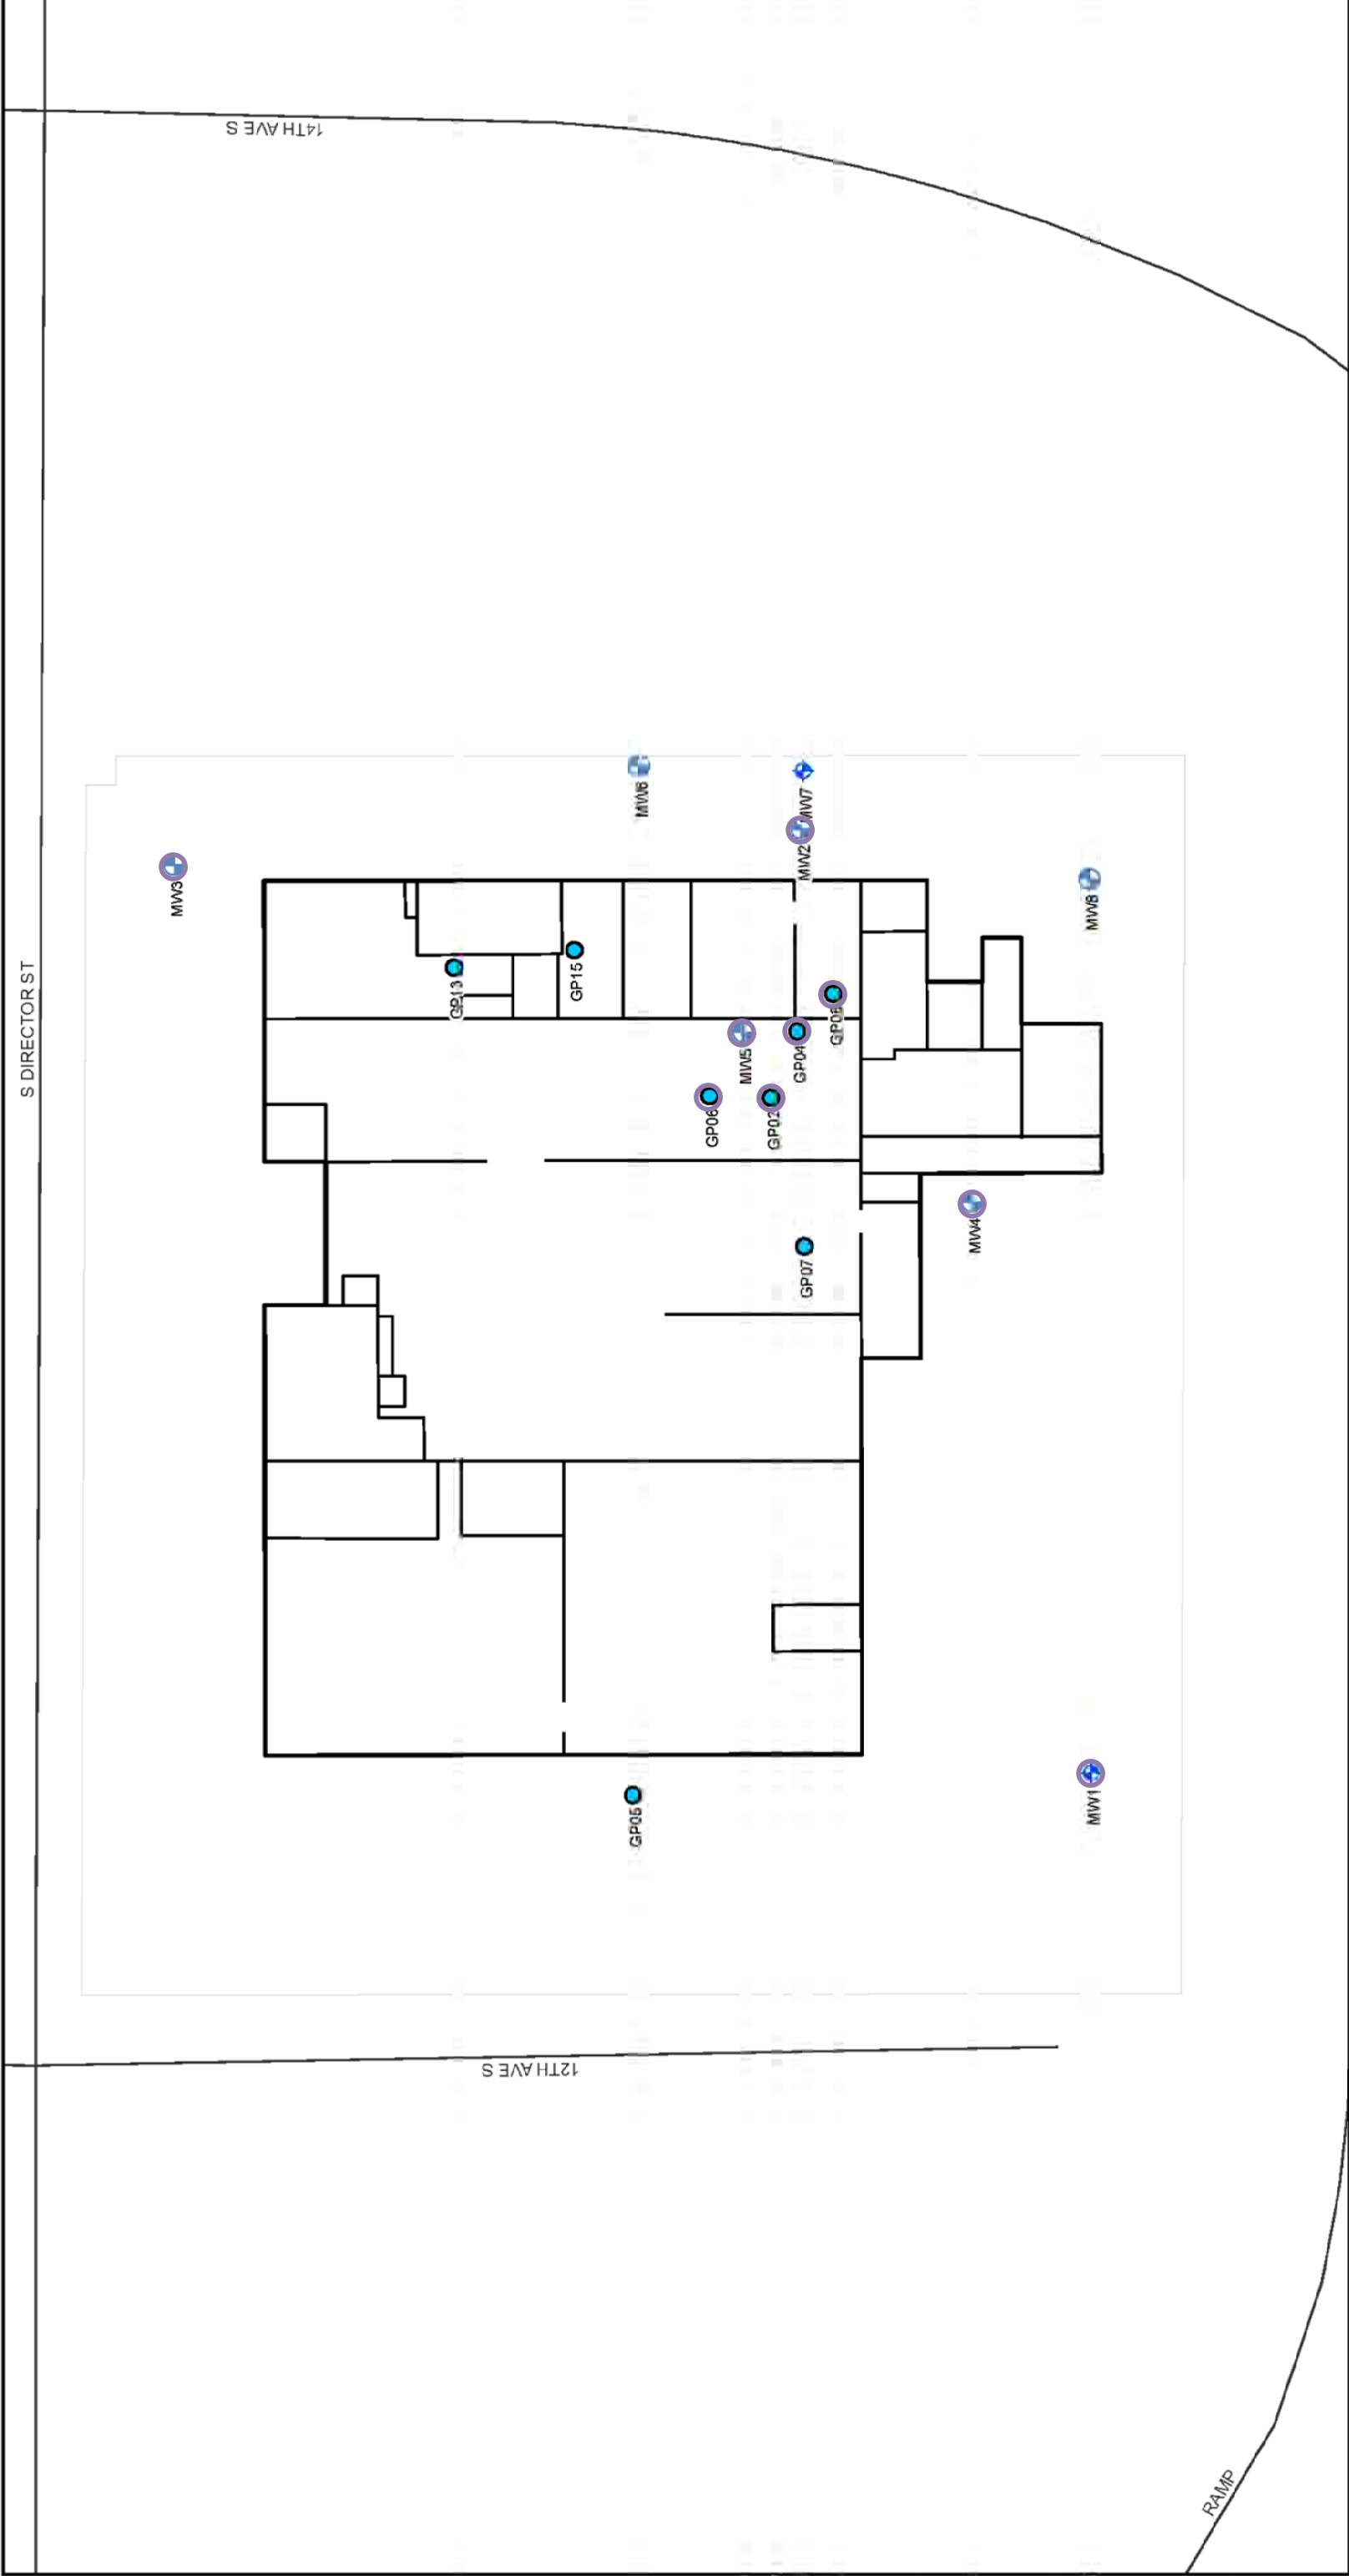 14TH AVE S
S DIRECTOR ST
MW6
MW7
MW2
MW3
MW8
GP15
GP13
MW5
GP04
GP06
MW4
GP07
GP05
MW1
12TH AVE S
RAMP